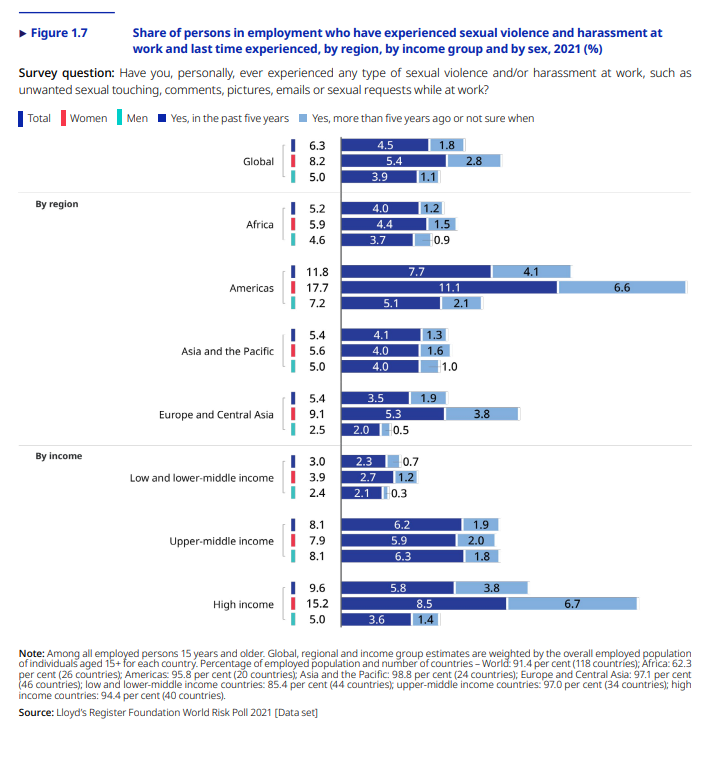 ▶ Figure 1.7 Share of persons in employment who have experienced sexual violence and harassment at
work and last time experienced, by region, by income group and by sex, 2021 (%)
Survey question: Have you, personally, ever experienced any type of sexual violence and/or harassment at work, such as
unwanted sexual touching, comments, pictures, emails or sexual requests while at work?
Total Women Men Yes, in the past five years Yes, more than five years ago or not sure when
6.3 4.5 1.8
Global 8.2 5.4 2.8
5.0 3.9 1.1
By region
5.2 4.0 1.2
Africa 5.9 4.4 1.5
4.6 3.7 0.9
11.8 7.7 4.1
Americas 17.7 11.1 6.6
7.2 5.1 2.1
5.4 4.1 1.3
Asia and the Pacific 5.6 4.0 1.6
5.0 4.0 1.0
5.4 3.5 1.9
Europe and Central Asia 9.1 5.3 3.8
2.5 2.0 0.5
By income
3.0 2.3 0.7
Low and lower-middle income 3.9 2.7 1.2
2.4 2.1 0.3
8.1 6.2 1.9
Upper-middle income 7.9 5.9 2.0
8.1 6.3 1.8
9.6 5.8 3.8
High income 15.2 8.5 6.7
5.0 3.6 1.4
Note: Among all employed persons 15 years and older. Global, regional and income group estimates are weighted by the overall employed population
of individuals aged 15+ for each country. Percentage of employed population and number of countries – World: 91.4 per cent (118 countries); Africa: 62.3
per cent (26 countries); Americas: 95.8 per cent (20 countries); Asia and the Pacific: 98.8 per cent (24 countries); Europe and Central Asia: 97.1 per cent
(46 countries); low and lower-middle income countries: 85.4 per cent (44 countries); upper-middle income countries: 97.0 per cent (34 countries); high
income countries: 94.4 per cent (40 countries).
Source: Lloyd's Register Foundation World Risk Poll 2021 [Data set]